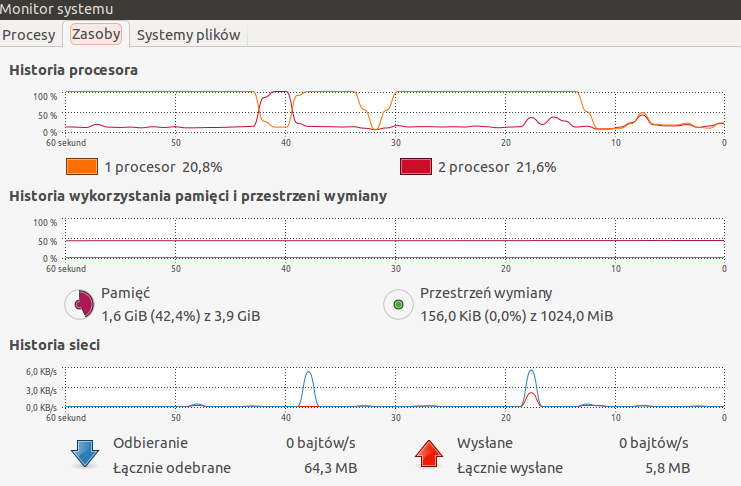 Monitor systemu
Procesy Zasoby Systemy plików
Historia procesora
100 %
50 %
0 %
60 sekund 50 40 30 20 10 0
1 procesor 20,8% 2 procesor 21,6%
Historia wykorzystania pamięci i przestrzeni wymiany
100 %
50 %
0 %
60 sekund 50 40 30 20 10 0
Pamięć Przestrzeń wymiany
1,6 GiB (42,4%) z 3,9 GiB 156,0 KiB (0,0%) z 1024,0 MiB
Historia sieci
6,0 KB/s
3,0 KB/s
0,0 KB/s
60 sekund 50 40 30 20 10 0
Odbieranie 0 bajtów/s Wysłane 0 bajtów/s
Łącznie odebrane 64,3 MB Łącznie wysłane 5,8 MB